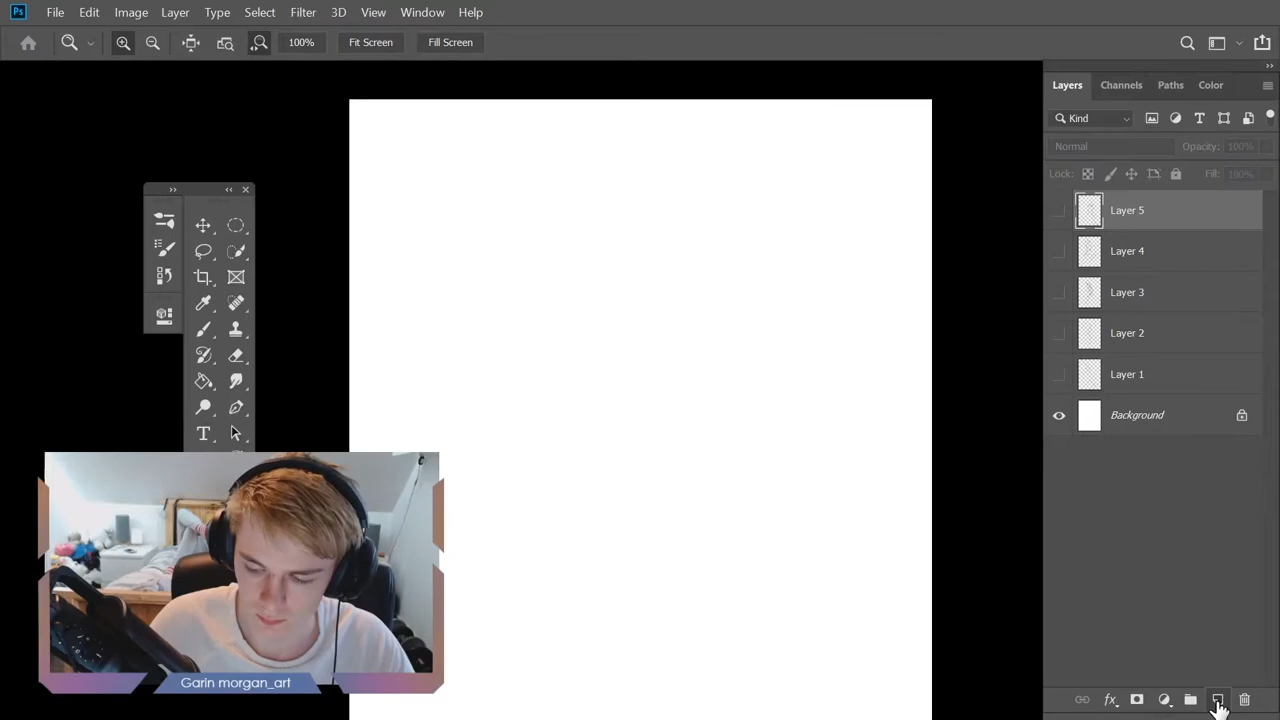 Ps File Edit Image Layer Type Select Filter 3D View Window Help
100% Fit Screen Fill Screen
Layers Channels Paths Color
Kind
Normal Opacity: 100%
Lock: Fill: 100%
Layer 5
Layer 4
Layer 3
Layer 2
Layer 1
Background
Garin morgan_art